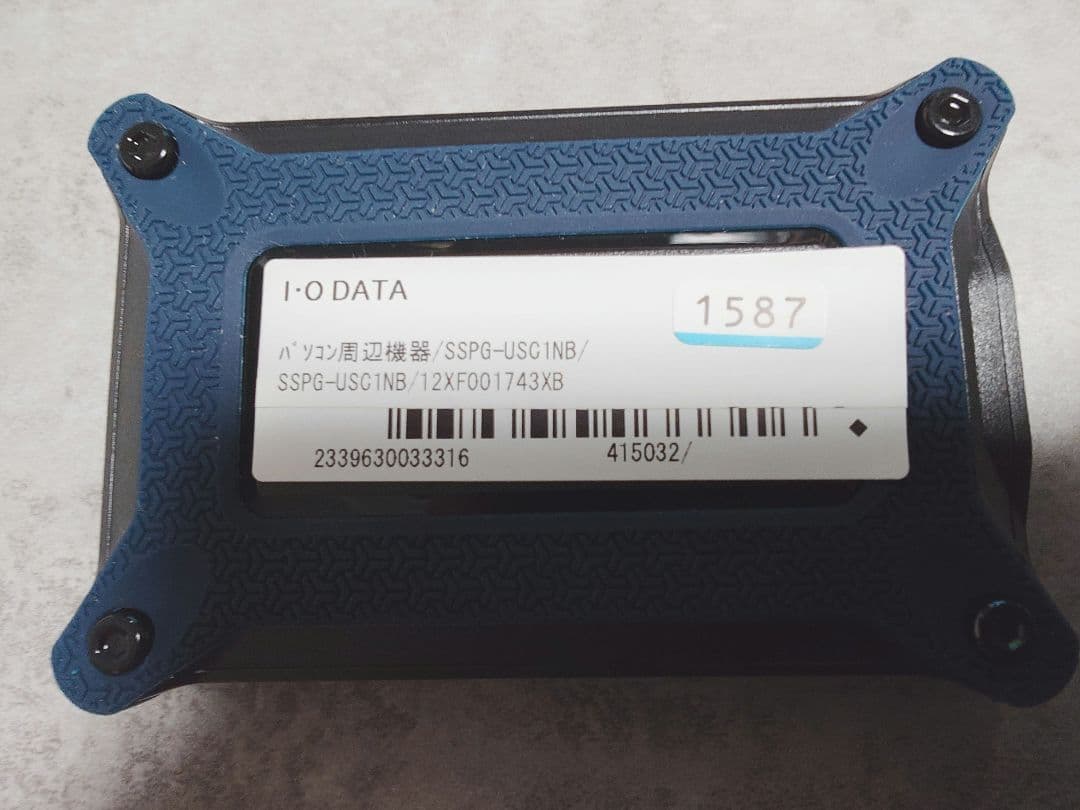 I·O DATA
1587
ﾊﾟｿｺﾝ周辺機器/SSPG-USC1NB/
SSPG-USC1NB/12XF001743XB
2339630033316
415032/